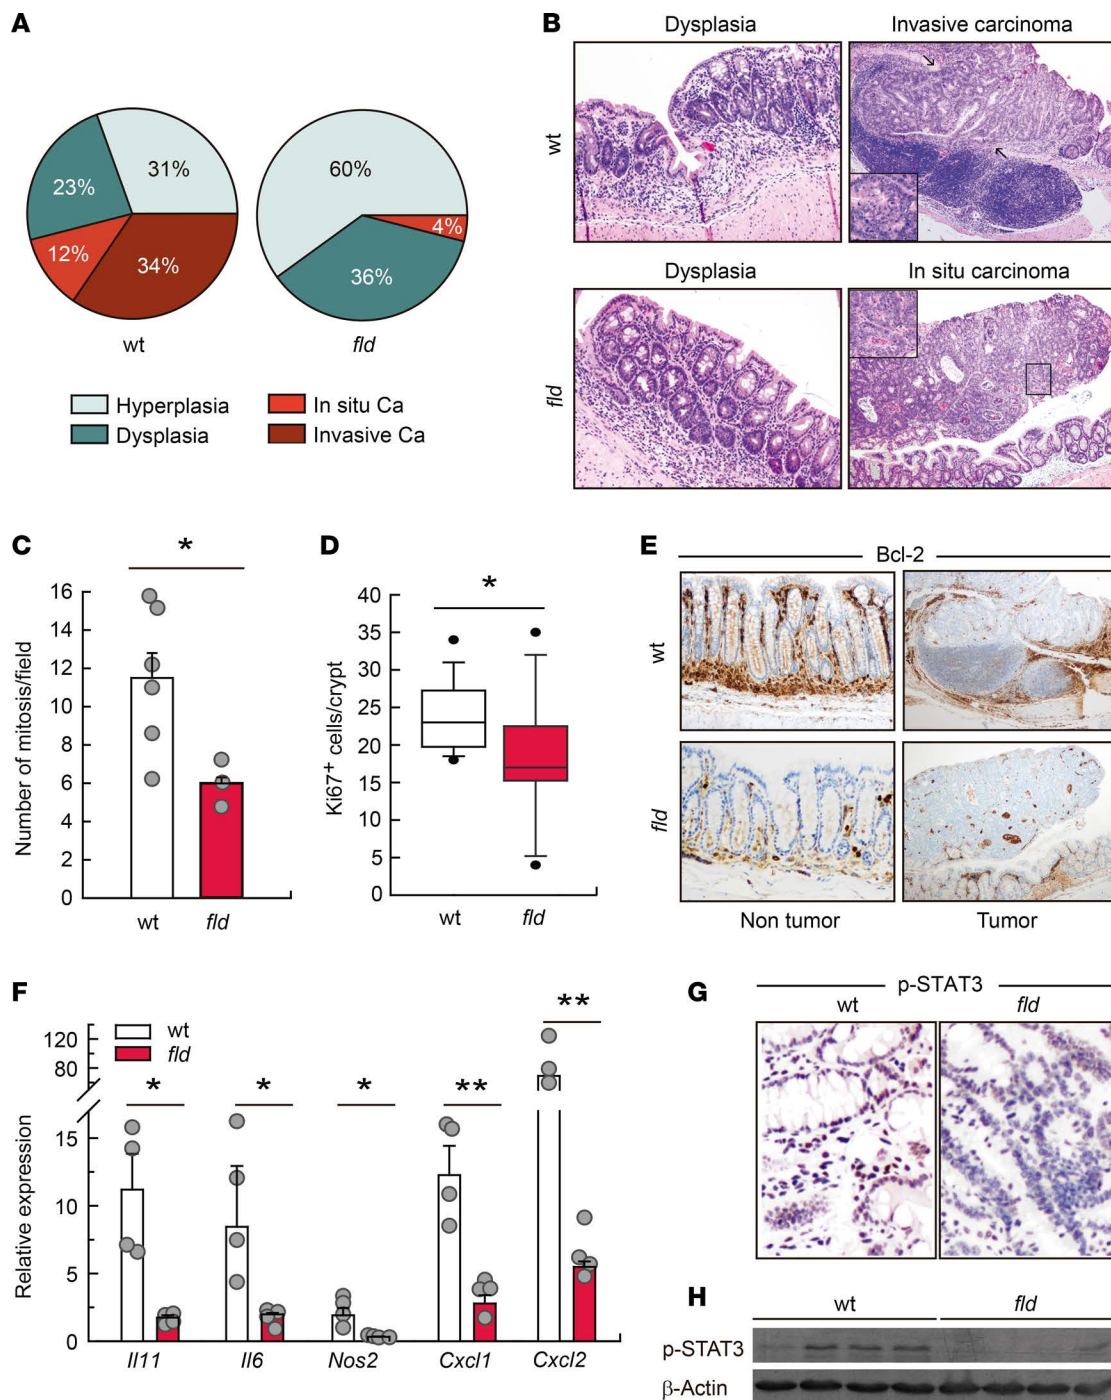 A
31%
23%
12%
34%
wt
60%
4%
36%
fld
Hyperplasia
Dysplasia
In situ Ca
Invasive Ca
B
Dysplasia
Invasive carcinoma
wt
Dysplasia
In situ carcinoma
fld
C
*
Number of mitosis/field
16
14
12
10
8
6
4
2
0
wt
fld
D
*
Ki67+ cells/crypt
40
35
30
25
20
15
10
5
0
wt
fld
E
Bcl-2
wt
fld
Non tumor
Tumor
F
wt
fld
Relative expression
120
80
15
10
5
0
*
*
*
**
**
Il11
Il6
Nos2
Cxcl1
Cxcl2
G
p-STAT3
wt
fld
H
wt
fld
p-STAT3
β-Actin